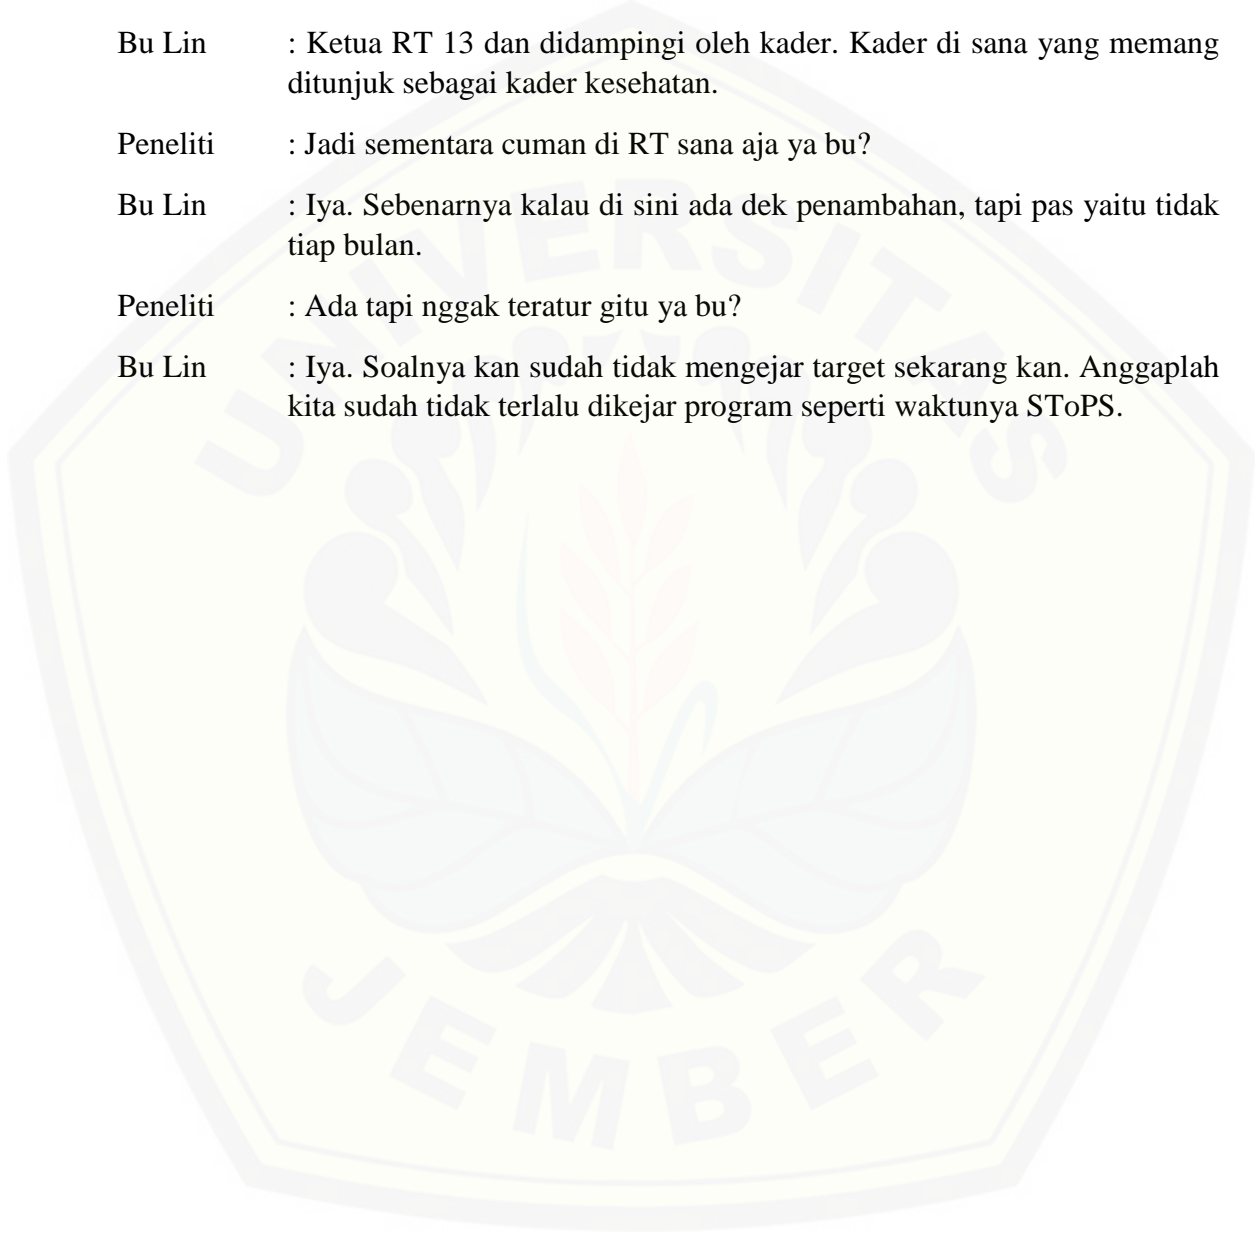 Bu Lin : Ketua RT 13 dan didampingi oleh kader. Kader di sana yang memang
ditunjuk sebagai kader kesehatan.
Peneliti : Jadi sementara cuman di RT sana aja ya bu?
Bu Lin : Iya. Sebenarnya kalau di sini ada dek penambahan, tapi pas yaitu tidak
tiap bulan.
Peneliti : Ada tapi nggak teratur gitu ya bu?
Bu Lin : Iya. Soalnya kan sudah tidak mengejar target sekarang kan. Anggaplah
kita sudah tidak terlalu dikejar program seperti waktunya SToPS.
UNIVERSITAS
JEMBER